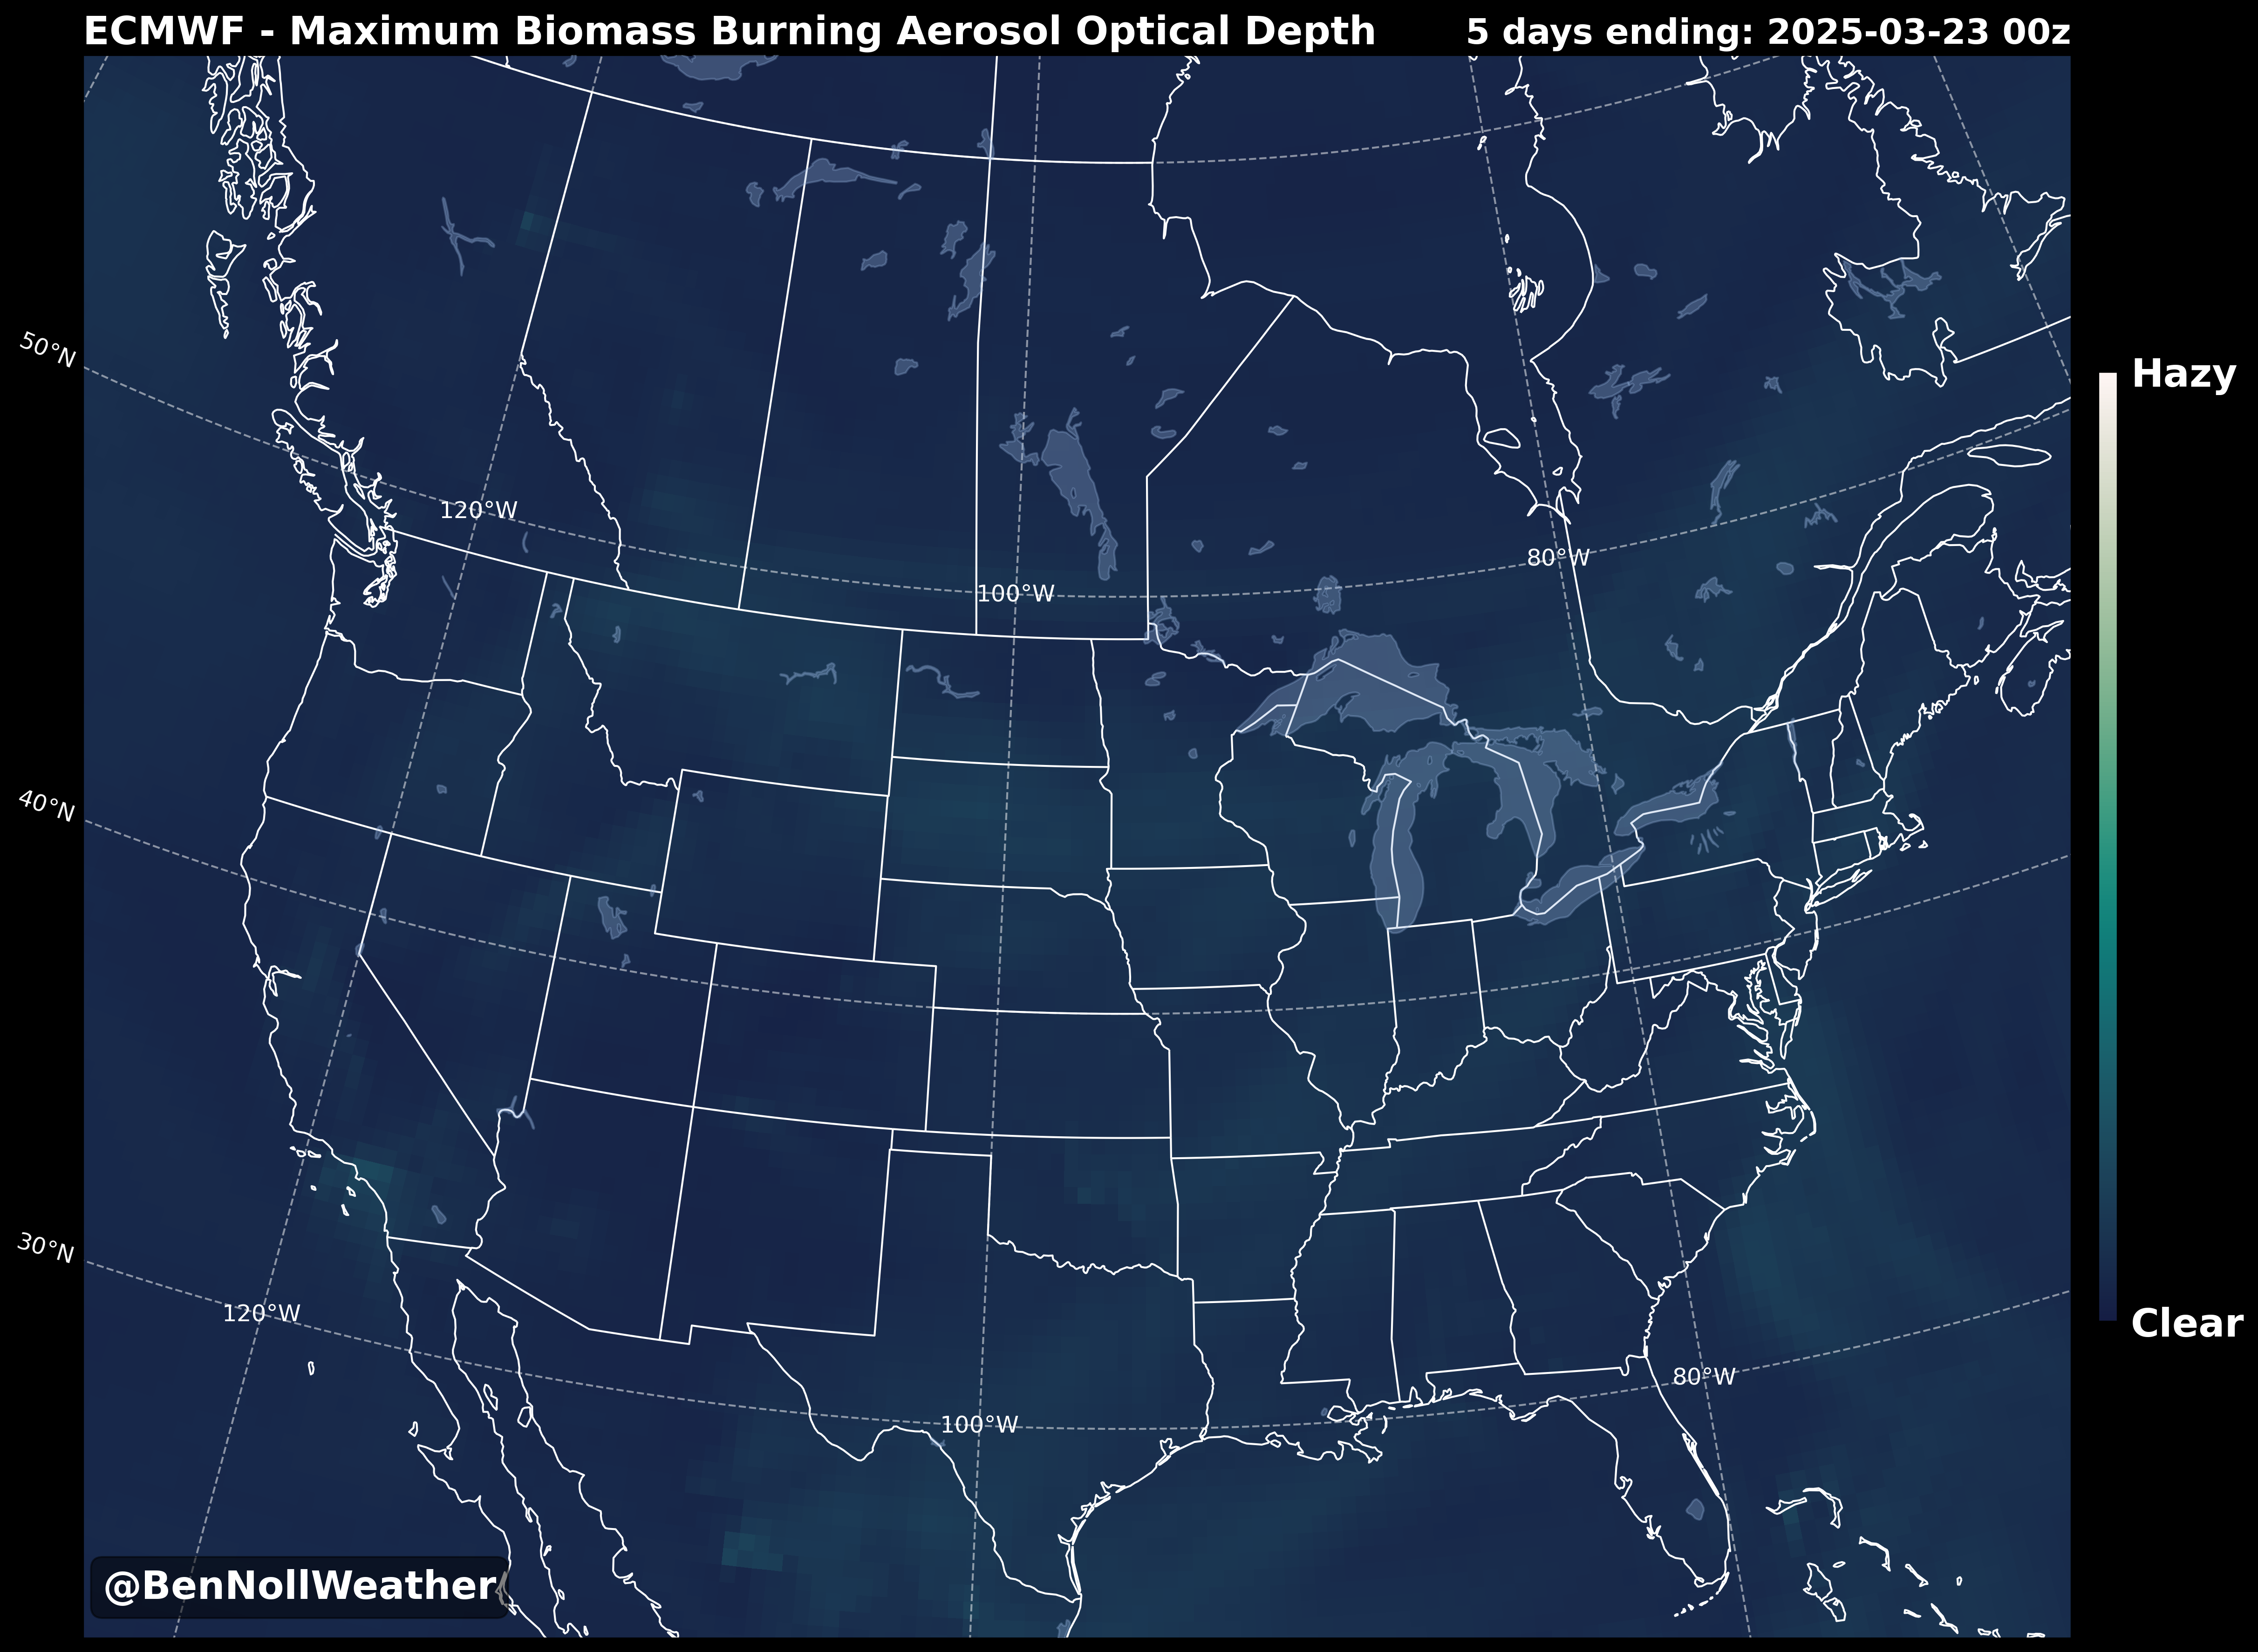 ECMWF - Maximum Biomass Burning Aerosol Optical Depth
5 days ending: 2025-03-23 00z
50°N
Hazy
120°W
80°W
100°W
40°N
30°N
120°W
Clear
80°W
100°W
@BenNollWeather